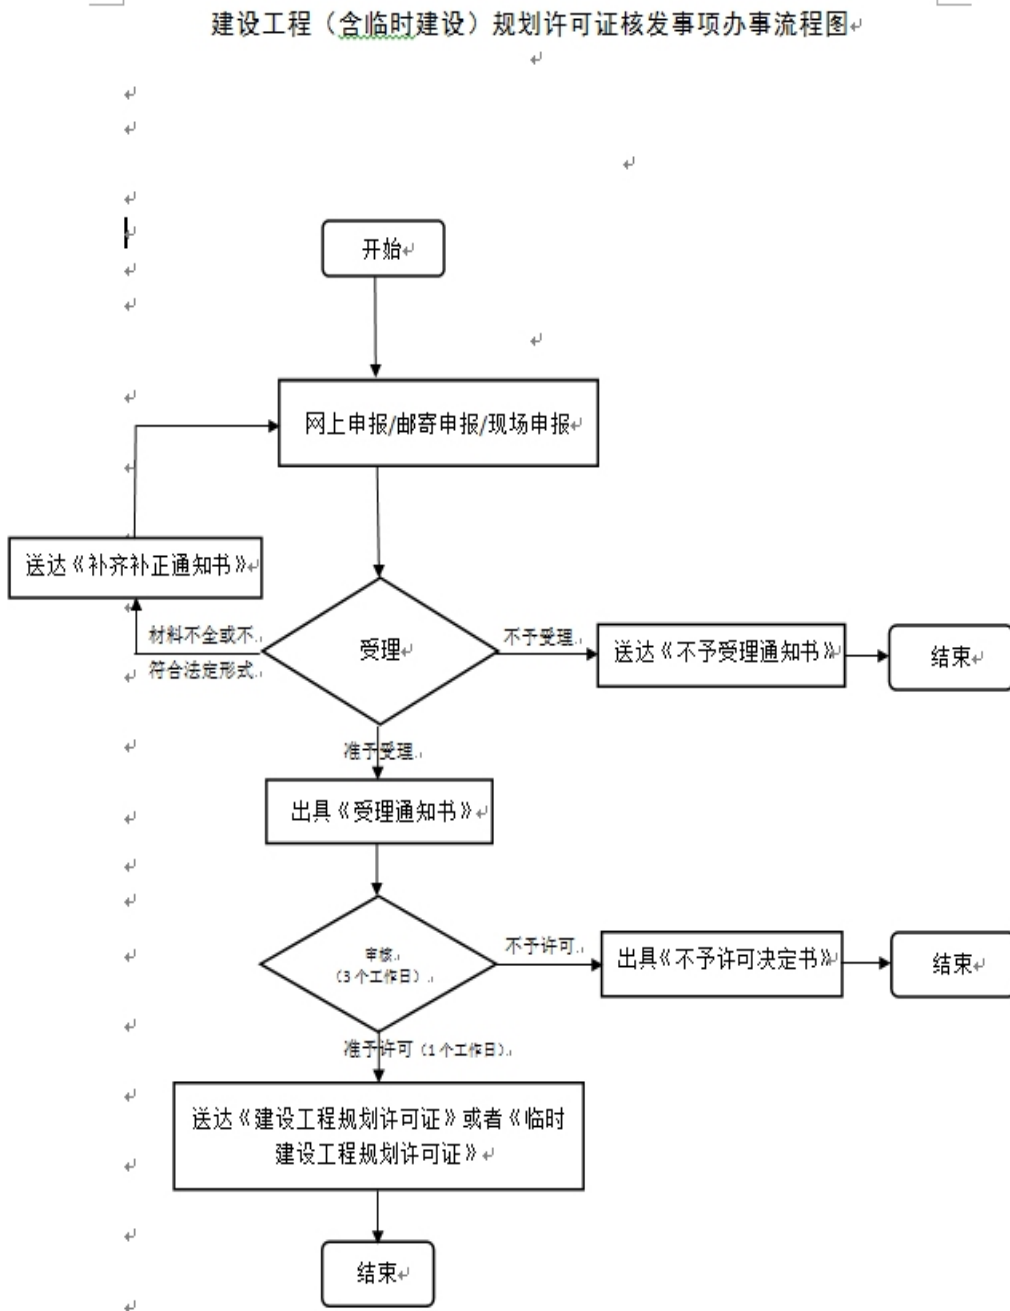 建设工程（含临时建设）规划许可证核发事项办事流程图
开始
网上申报/邮寄申报/现场申报
送达《补齐补正通知书》
材料不全或不
符合法定形式
受理
不予受理
送达《不予受理通知书》
结束
准予受理
出具《受理通知书》
审核
（3个工作日）
不予许可
出具《不予许可决定书》
结束
准予许可（1个工作日）
送达《建设工程规划许可证》或者《临时
建设工程规划许可证》
结束